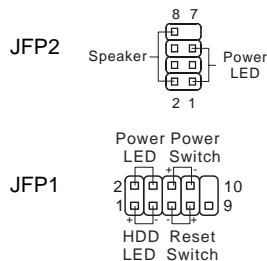 8 7
JFP2
Speaker
Power
LED
2 1
Power Power
LED Switch
+ -
JFP1
2 10
1 9
+ - - +
HDD Reset
LED Switch